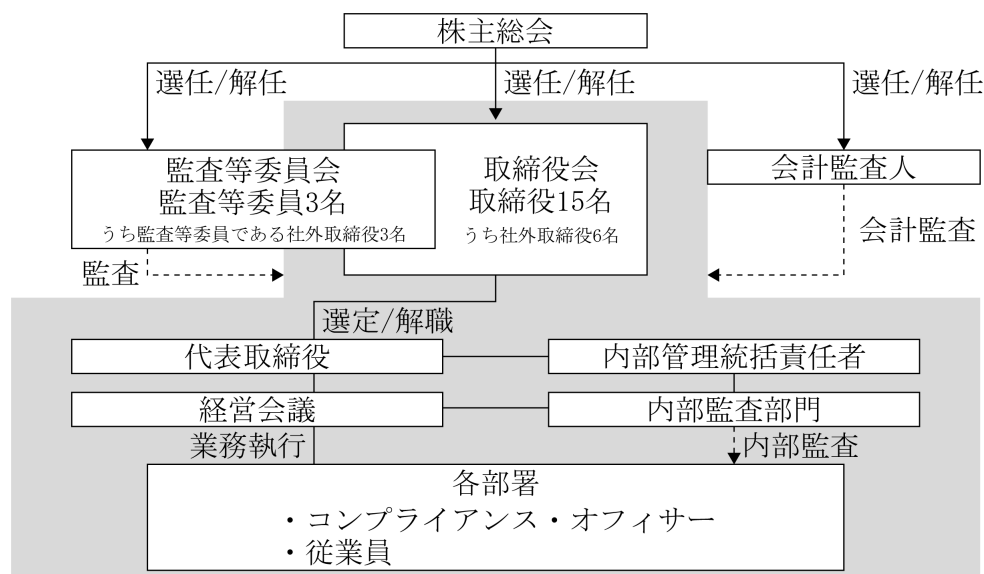 株主総会
選任/解任
選任/解任
選任/解任
監査等委員会
監査等委員3名
うち監査等委員である社外取締役3名
取締役会
取締役15名
うち社外取締役6名
会計監査人
監査
会計監査
選定/解職
代表取締役
内部管理統括責任者
経営会議
内部監査部門
業務執行
内部監査
各部署
・コンプライアンス・オフィサー
・従業員